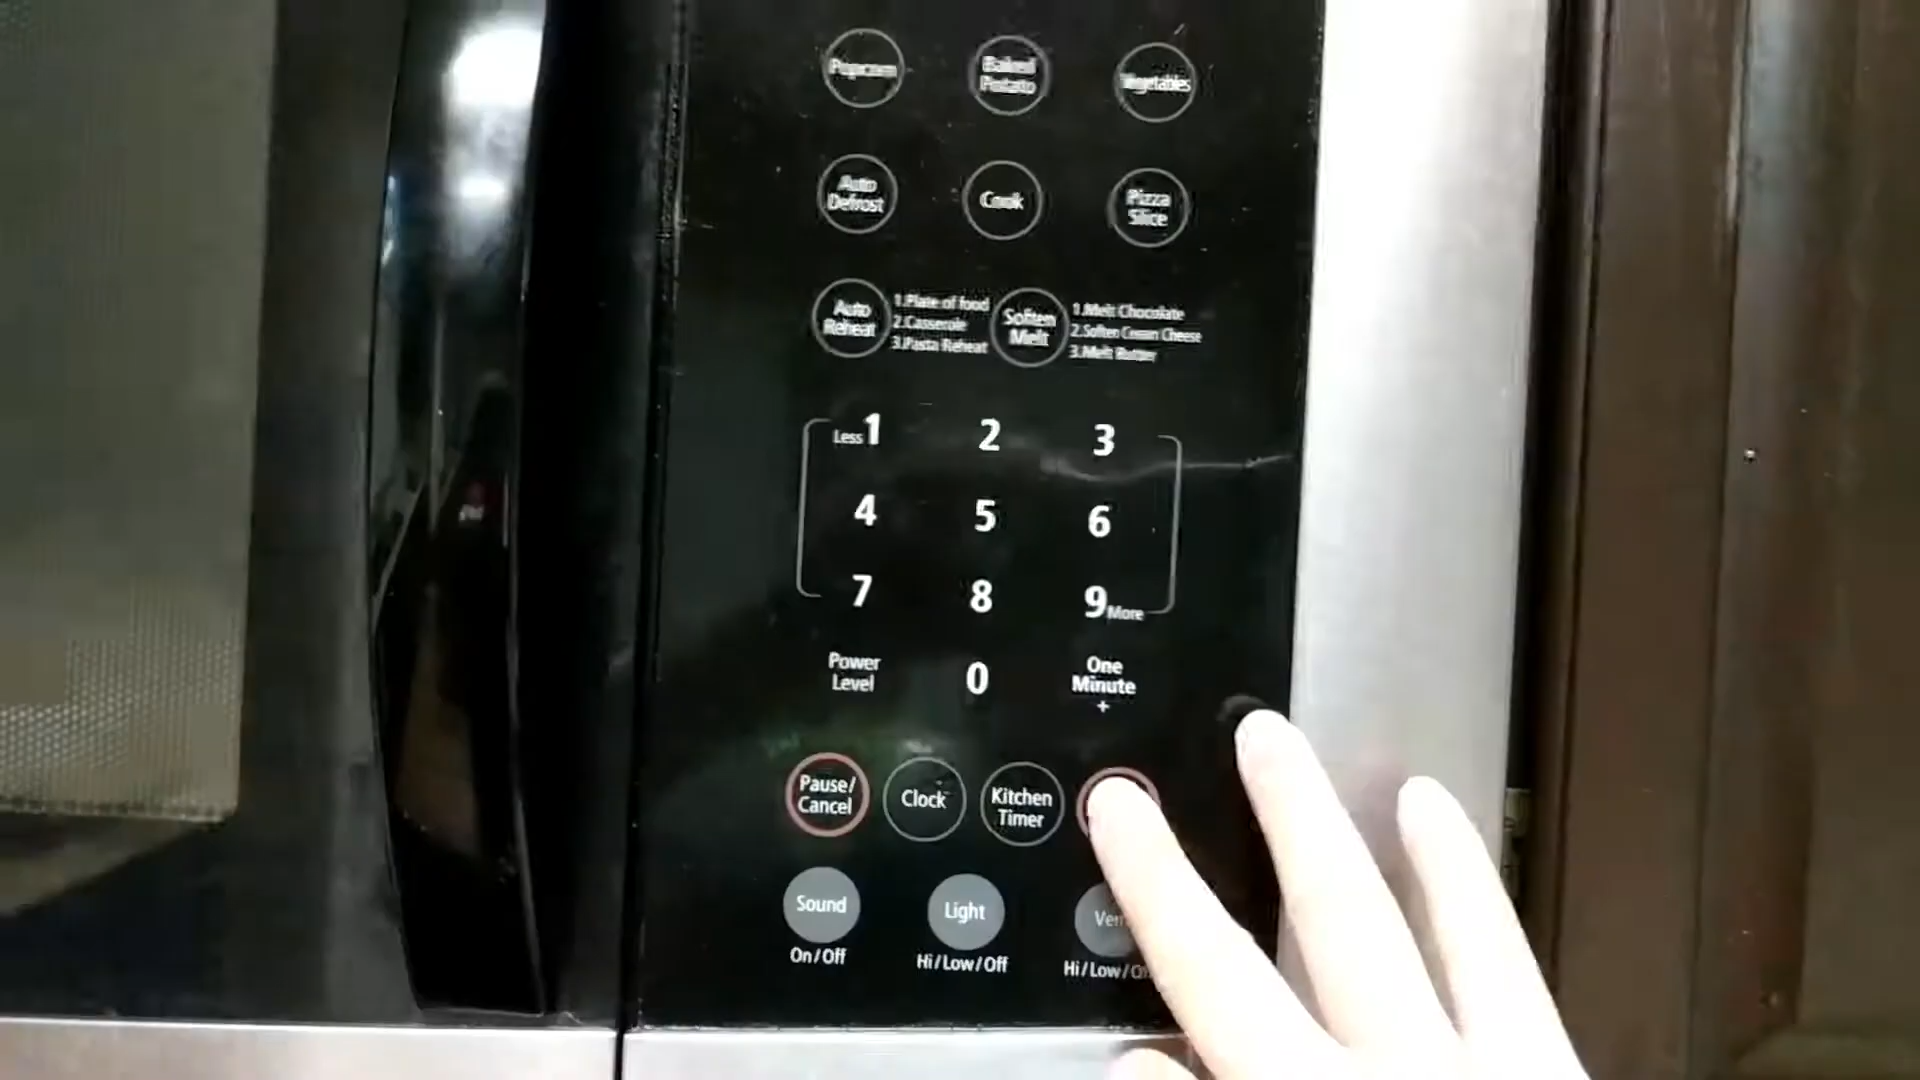 Popcorn
Baked
Potato
Vegetables
Auto
Defrost
Cook
Pizza
Slice
Auto
Reheat
1.Plate of food
2.Casserole
3.Pasta Reheat
Soften
Melt
1.Melt Chocolate
2.Soften Cream Cheese
3.Melt Butter
Less 1 2 3
4 5 6
7 8 9 More
Power
Level
0
One
Minute
+
Pause/
Cancel
Clock
Kitchen
Timer
Sound
On/Off
Light
Hi/Low/Off
Hi/Low/